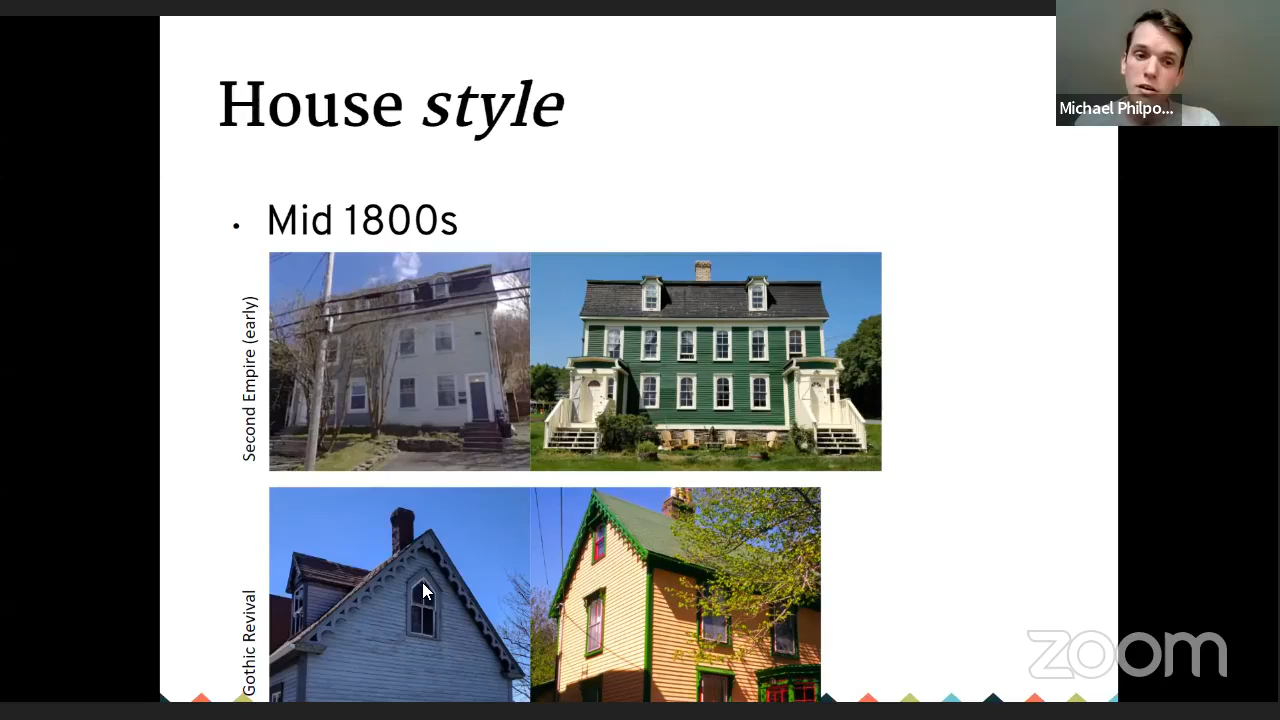 House style
Michael Philpo...
• Mid 1800s
Second Empire (early)
Gothic Revival
zoom